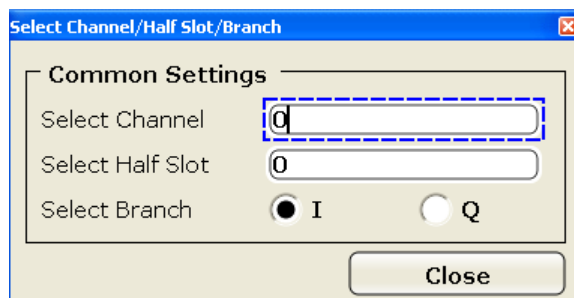 Select Channel/Half Slot/Branch
Common Settings
Select Channel 0
Select Half Slot 0
Select Branch I Q
Close